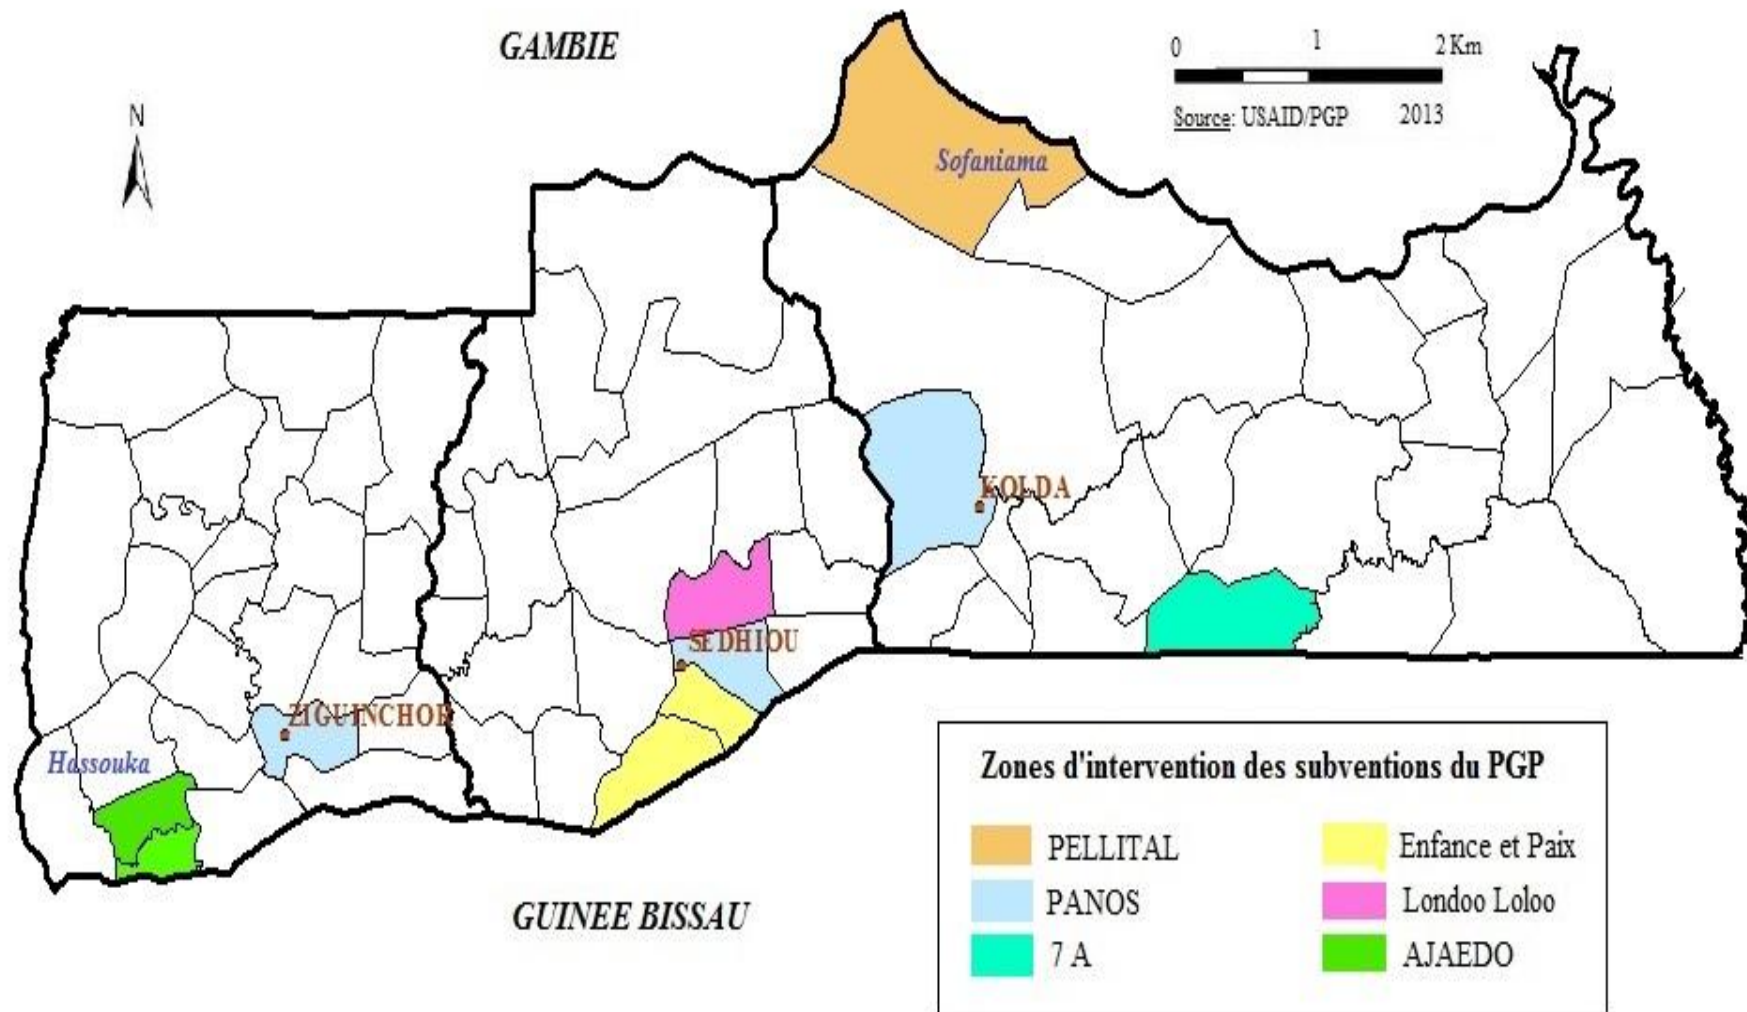 GAMBIE
0 1 2 Km
Source: USAID/PGP 2013
N
Sofaniama
KOLDA
SEDHIOU
ZIGUINCHOR
Hassouka
GUINEE BISSAU
Zones d'intervention des subventions du PGP
PELLITAL
Enfance et Paix
PANOS
Londoo Loloo
7 A
AJAEDO